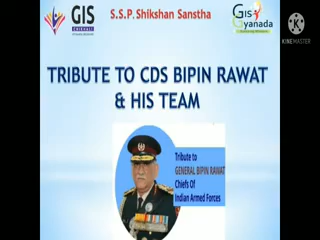 GIS
S.S.P. Shikshan Sanstha
Gis
Gyanada
KINEMASTER
TRIBUTE TO CDS BIPIN RAWAT
& HIS TEAM
Tribute to
GENERAL BIPIN RAWAT
Chiefs Of
Indian Armed Forces